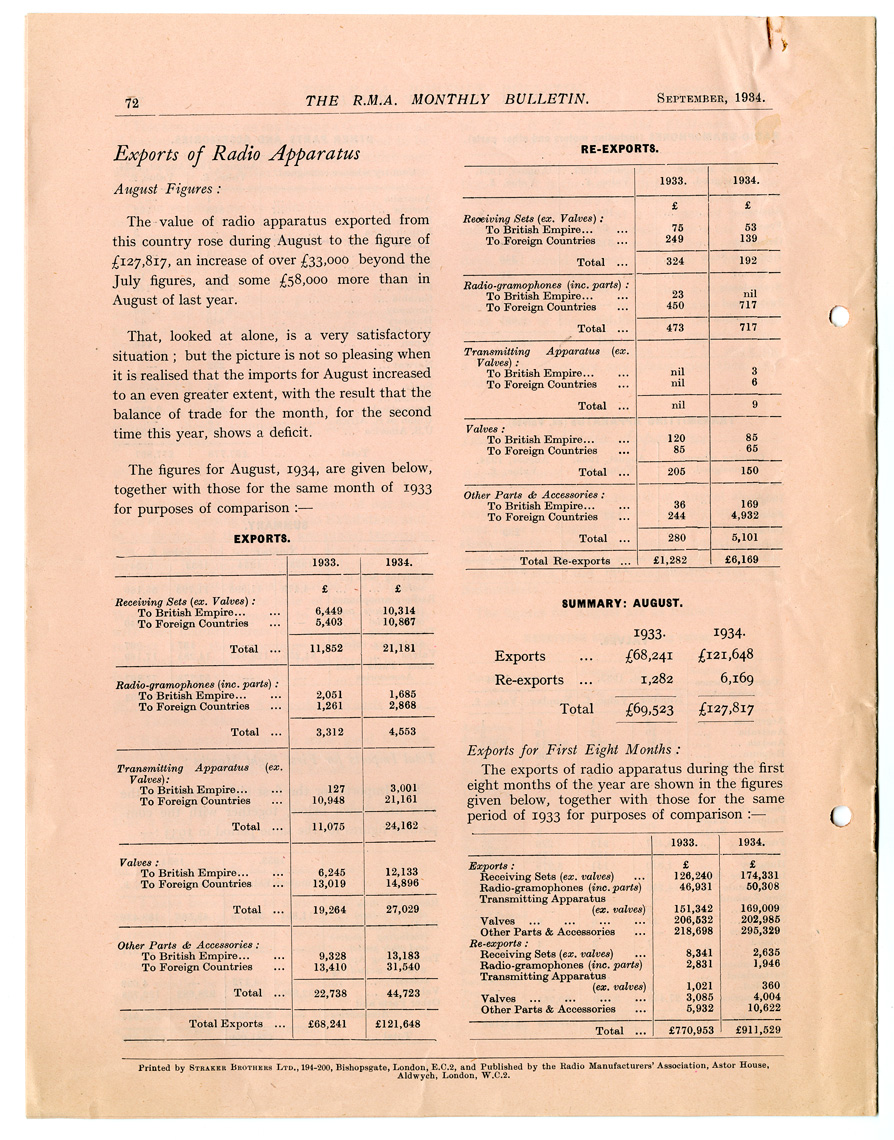 72 THE R.M.A. MONTHLY BULLETIN. SEPTEMBER, 1934.
Exports of Radio Apparatus
August Figures :
The value of radio apparatus exported from
this country rose during August to the figure of
£127,817, an increase of over £33,000 beyond the
July figures, and some £58,000 more than in
August of last year.
That, looked at alone, is a very satisfactory
situation ; but the picture is not so pleasing when
it is realised that the imports for August increased
to an even greater extent, with the result that the
balance of trade for the month, for the second
time this year, shows a deficit.
The figures for August, 1934, are given below,
together with those for the same month of 1933
for purposes of comparison :—
EXPORTS.
1933. 1934.
£ £
Receiving Sets (ex. Valves) :
To British Empire... ... 6,449 10,314
To Foreign Countries ... 5,403 10,867
Total ... 11,852 21,181
Radio-gramophones (inc. parts) :
To British Empire... ... 2,051 1,685
To Foreign Countries ... 1,261 2,868
Total ... 3,312 4,553
Transmitting Apparatus (ex.
Valves):
To British Empire... ... 127 3,001
To Foreign Countries ... 10,948 21,161
Total ... 11,075 24,162
Valves :
To British Empire... ... 6,245 12,133
To Foreign Countries ... 13,019 14,896
Total ... 19,264 27,029
Other Parts & Accessories :
To British Empire... ... 9,328 13,183
To Foreign Countries ... 13,410 31,540
Total ... 22,738 44,723
Total Exports ... £68,241 £121,648
RE-EXPORTS.
1933. 1934.
£ £
Receiving Sets (ex. Valves) :
To British Empire... ... 75 53
To Foreign Countries ... 249 139
Total ... 324 192
Radio-gramophones (inc. parts) :
To British Empire... ... 23 nil
To Foreign Countries ... 450 717
Total ... 473 717
Transmitting Apparatus (ex.
Valves) :
To British Empire... ... nil 3
To Foreign Countries ... nil 6
Total ... nil 9
Valves :
To British Empire... ... 120 85
To Foreign Countries ... 85 65
Total ... 205 150
Other Parts & Accessories :
To British Empire... ... 36 169
To Foreign Countries ... 244 4,932
Total ... 280 5,101
Total Re-exports ... £1,282 £6,169
SUMMARY: AUGUST.
1933. 1934.
Exports ... £68,241 £121,648
Re-exports ... 1,282 6,169
Total £69,523 £127,817
Exports for First Eight Months :
The exports of radio apparatus during the first
eight months of the year are shown in the figures
given below, together with those for the same
period of 1933 for purposes of comparison :—
1933. 1934.
Exports : £ £
Receiving Sets (ex. valves) ... 126,240 174,331
Radio-gramophones (inc. parts) 46,931 50,308
Transmitting Apparatus
(ex. valves) 151,342 169,009
Valves ... ... ... ... 206,532 202,985
Other Parts & Accessories ... 218,698 295,329
Re-exports :
Receiving Sets (ex. valves) ... 8,341 2,635
Radio-gramophones (inc. parts) 2,831 1,946
Transmitting Apparatus
(ex. valves) 1,021 360
Valves ... ... ... ... 3,085 4,004
Other Parts & Accessories ... 5,932 10,622
Total ... £770,953 £911,529
Printed by STRAKER BROTHERS LTD., 194-200, Bishopsgate, London, E.C.2, and Published by the Radio Manufacturers' Association, Astor House,
Aldwych, London, W.C.2.